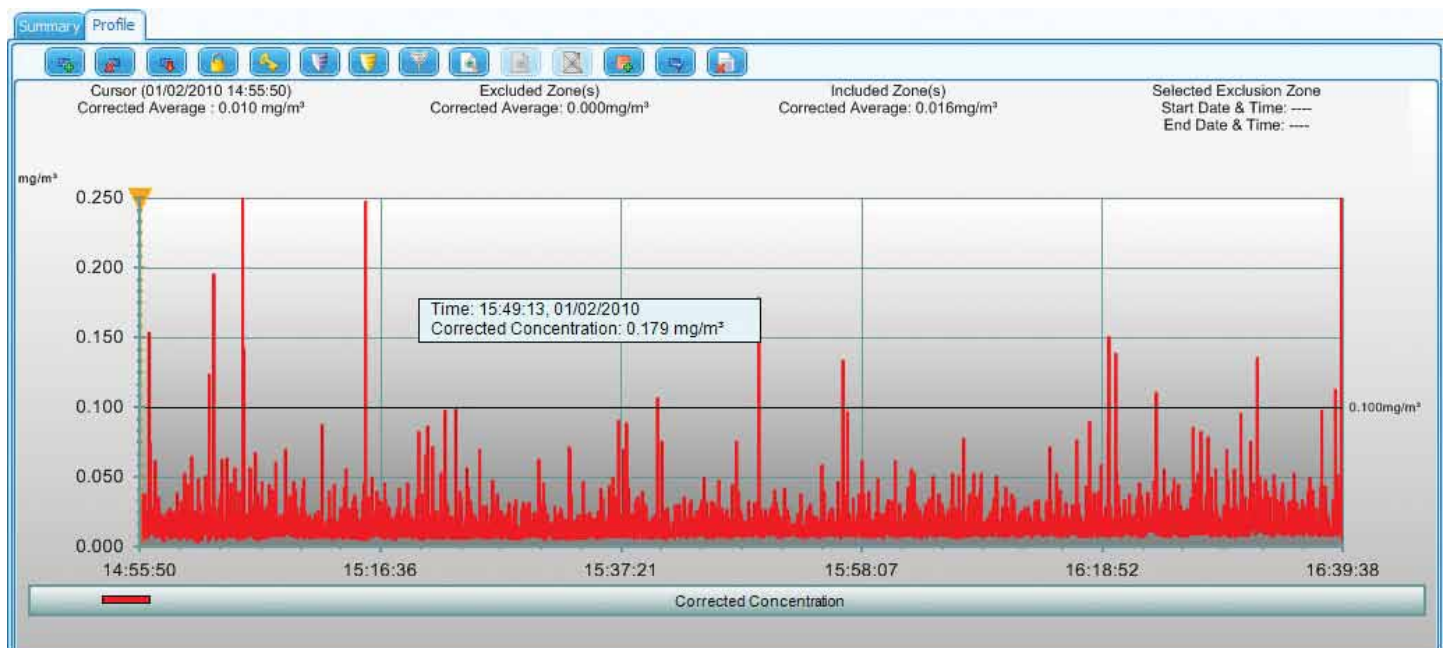 Summary Profile
Cursor (01/02/2010 14:55:50)
Corrected Average : 0.010 mg/m³
Excluded Zone(s)
Corrected Average: 0.000mg/m³
Included Zone(s)
Corrected Average: 0.016mg/m³
Selected Exclusion Zone
Start Date & Time: ----
End Date & Time: ----
mg/m³
0.250
0.200
Time: 15:49:13, 01/02/2010
Corrected Concentration: 0.179 mg/m³
0.150
0.100
0.100mg/m³
0.050
0.000
14:55:50 15:16:36 15:37:21 15:58:07 16:18:52 16:39:38
Corrected Concentration